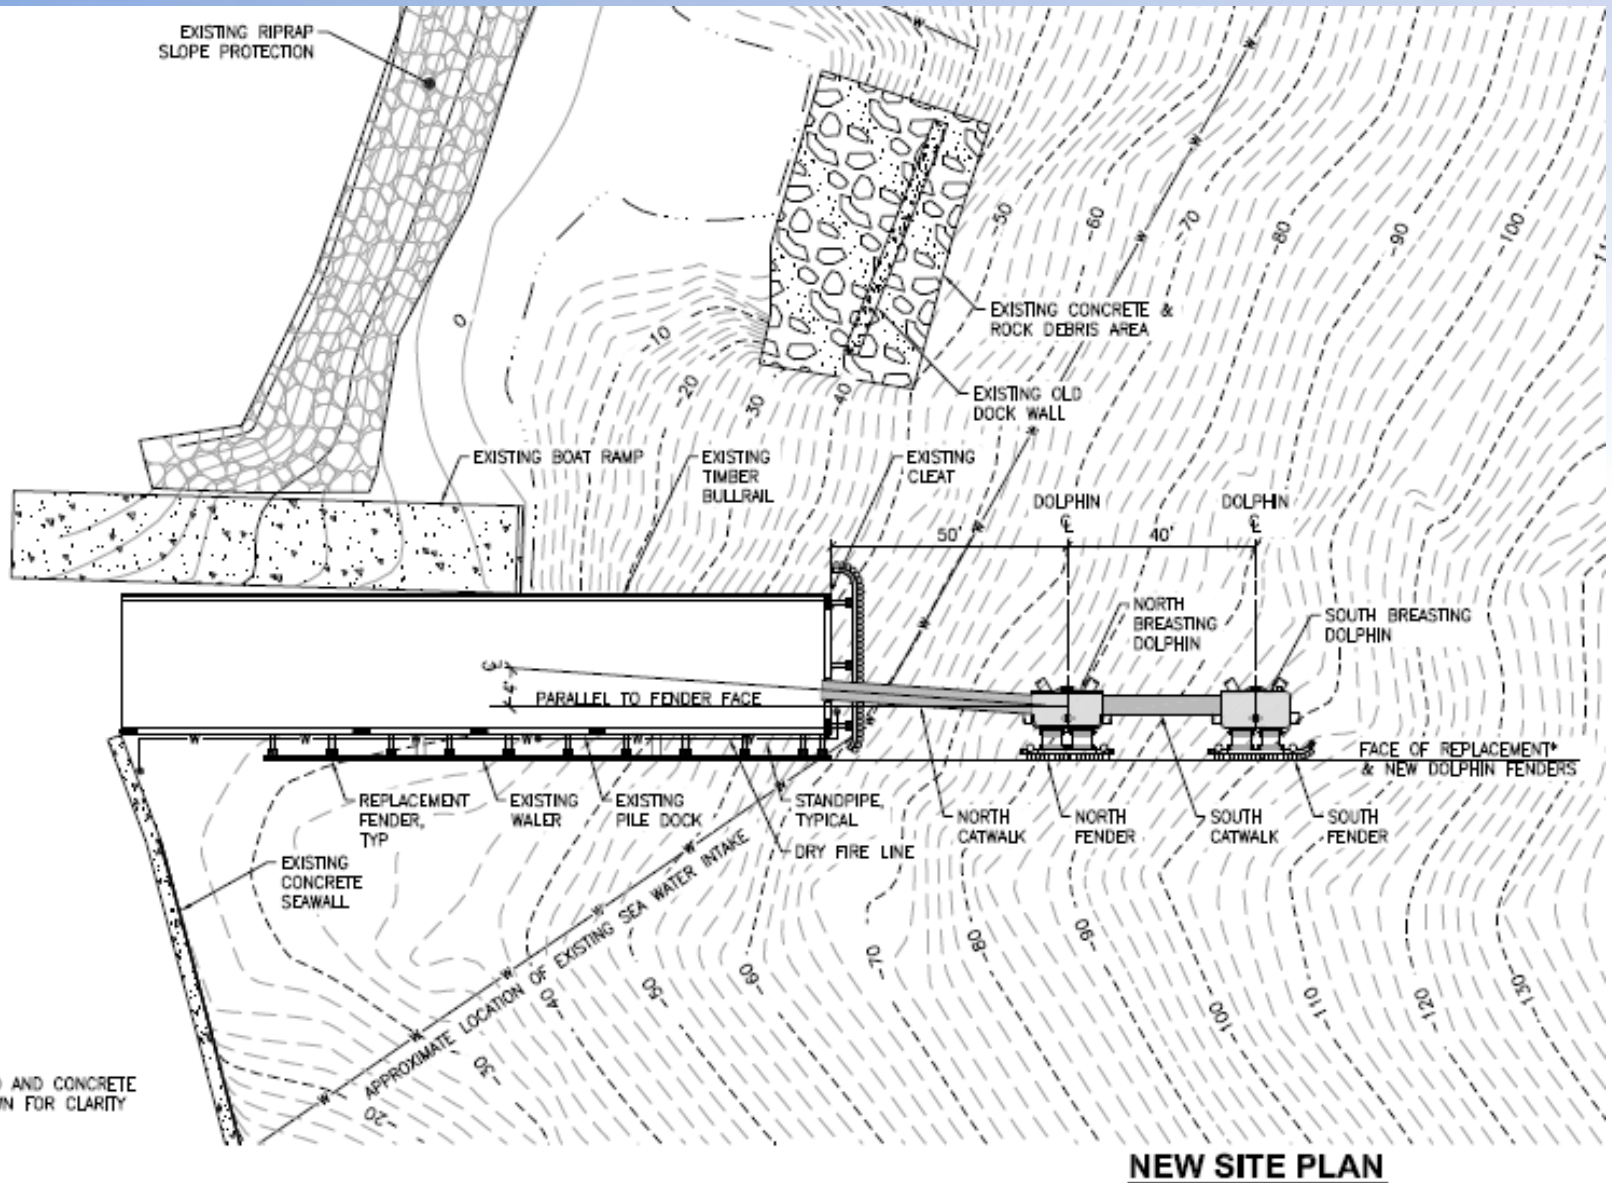 EXISTING RIPRAP
SLOPE PROTECTION
W
W
W
W
50
60
70
80
90
100
0
EXISTING CONCRETE &
ROCK DEBRIS AREA
10
20
30
40
EXISTING OLD
DOCK WALL
W
EXISTING BOAT RAMP
EXISTING
TIMBER
BULLRAIL
EXISTING
CLEAT
DOLPHIN
℄
DOLPHIN
℄
50'
W
40'
NORTH
BREASTING
DOLPHIN
SOUTH BREASTING
DOLPHIN
W
4'
PARALLEL TO FENDER FACE
W
W
W
W
FACE OF REPLACEMENT*
& NEW DOLPHIN FENDERS
REPLACEMENT
FENDER,
TYP
EXISTING
WALER
EXISTING
PILE DOCK
STANDPIPE,
TYPICAL
DRY FIRE LINE
NORTH
CATWALK
NORTH
FENDER
SOUTH
CATWALK
SOUTH
FENDER
EXISTING
CONCRETE
SEAWALL
W
W
W
W
W
W
APPROXIMATE LOCATION OF EXISTING SEA WATER INTAKE
20
30
40
50
60
70
80
90
100
110
120
130
AND CONCRETE
FOR CLARITY
NEW SITE PLAN